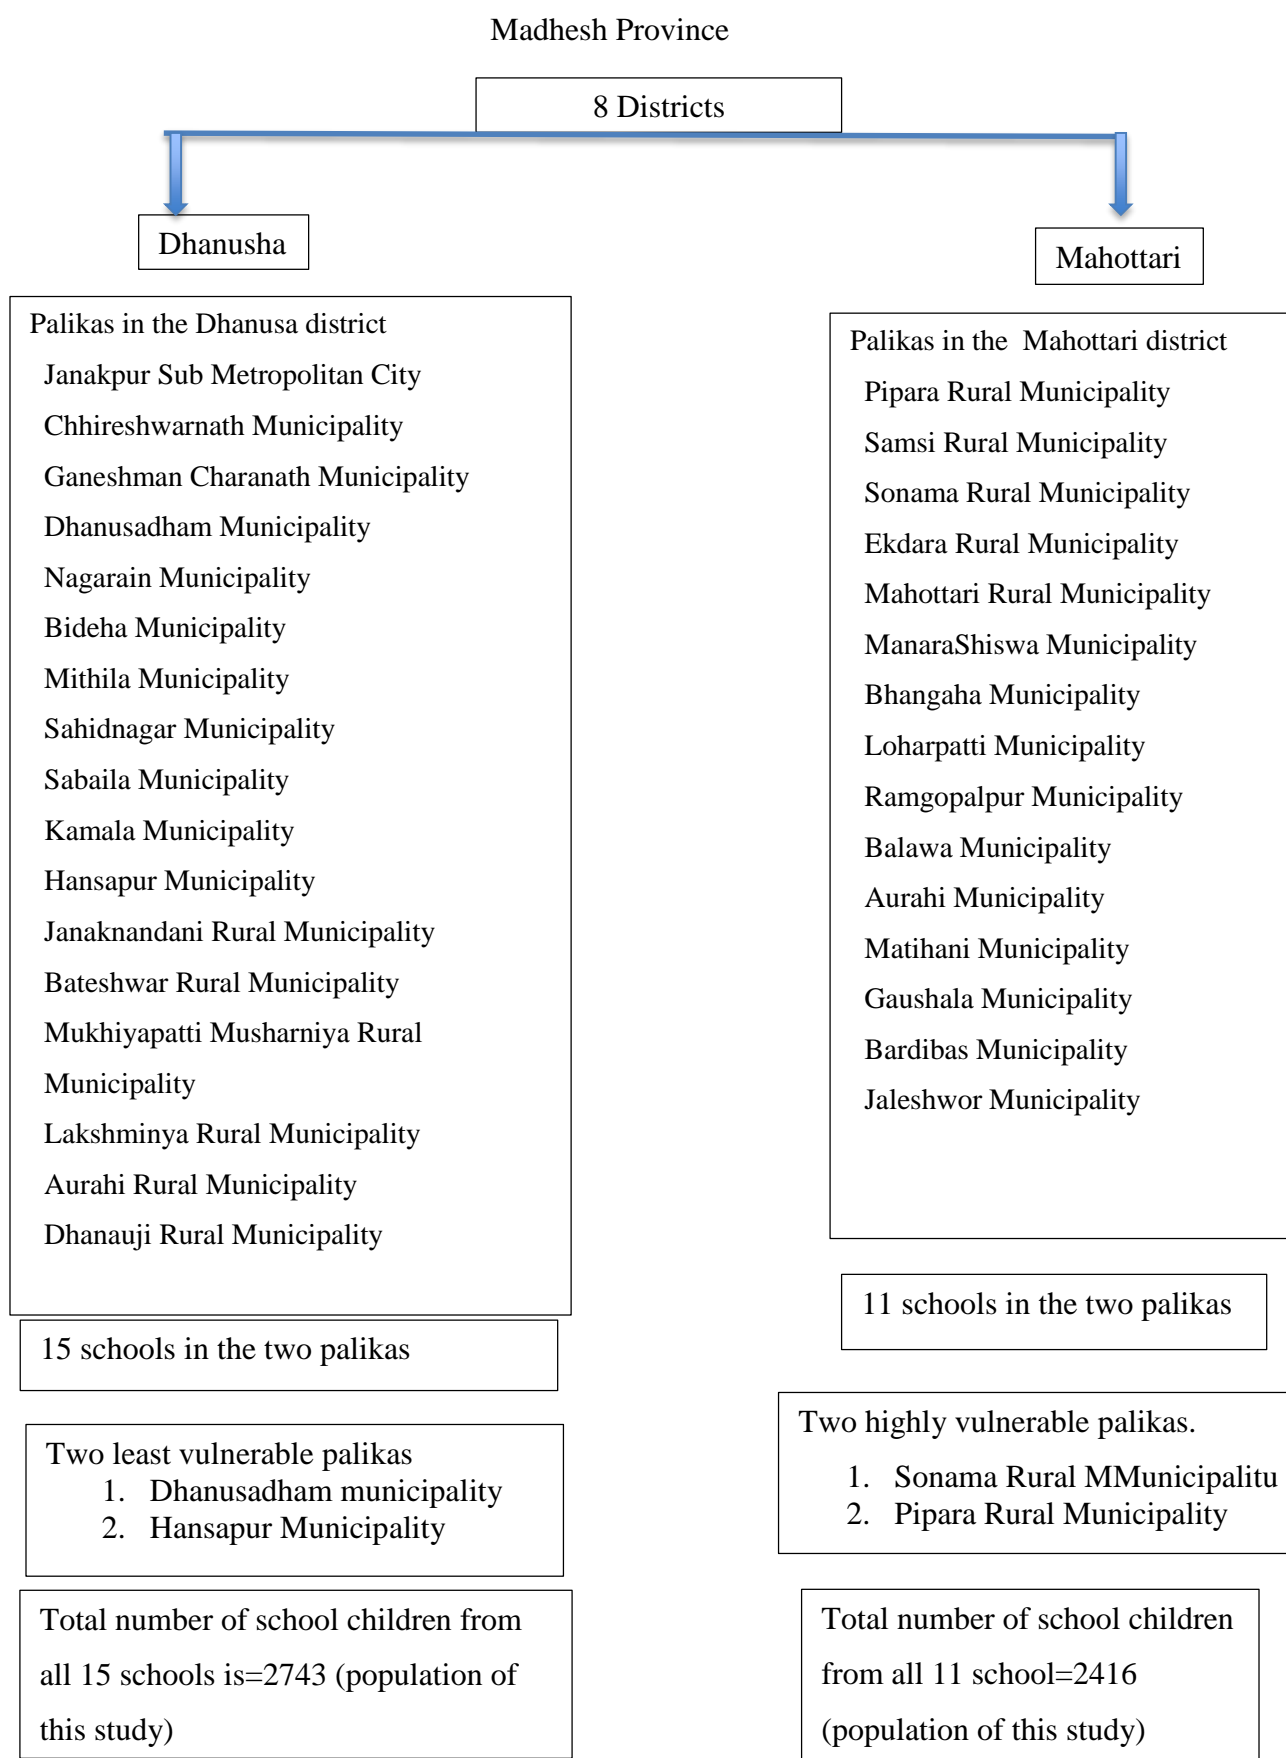 Madhesh Province
8 Districts
Dhanusha
Palikas in the Dhanusa district
Janakpur Sub Metropolitan City
Chhireshwarnath Municipality
Ganeshman Charanath Municipality
Dhanusadham Municipality
Nagarain Municipality
Bideha Municipality
Mithila Municipality
Sahidnagar Municipality
Sabaila Municipality
Kamala Municipality
Hansapur Municipality
Janaknandani Rural Municipality
Bateshwar Rural Municipality
Mukhiyapatti Musharniya Rural
Municipality
Lakshminya Rural Municipality
Aurahi Rural Municipality
Dhanauji Rural Municipality
15 schools in the two palikas
Two least vulnerable palikas
1. Dhanusadham municipality
2. Hansapur Municipality
Total number of school children from
all 15 schools is=2743 (population of
this study)
Mahottari
Palikas in the Mahottari district
Pipara Rural Municipality
Samsi Rural Municipality
Sonama Rural Municipality
Ekdara Rural Municipality
Mahottari Rural Municipality
ManaraShiswa Municipality
Bhangaha Municipality
Loharpatti Municipality
Ramgopalpur Municipality
Balawa Municipality
Aurahi Municipality
Matihani Municipality
Gaushala Municipality
Bardibas Municipality
Jaleshwor Municipality
11 schools in the two palikas
Two highly vulnerable palikas.
1. Sonama Rural MMunicipalitu
2. Pipara Rural Municipality
Total number of school children
from all 11 school=2416
(population of this study)